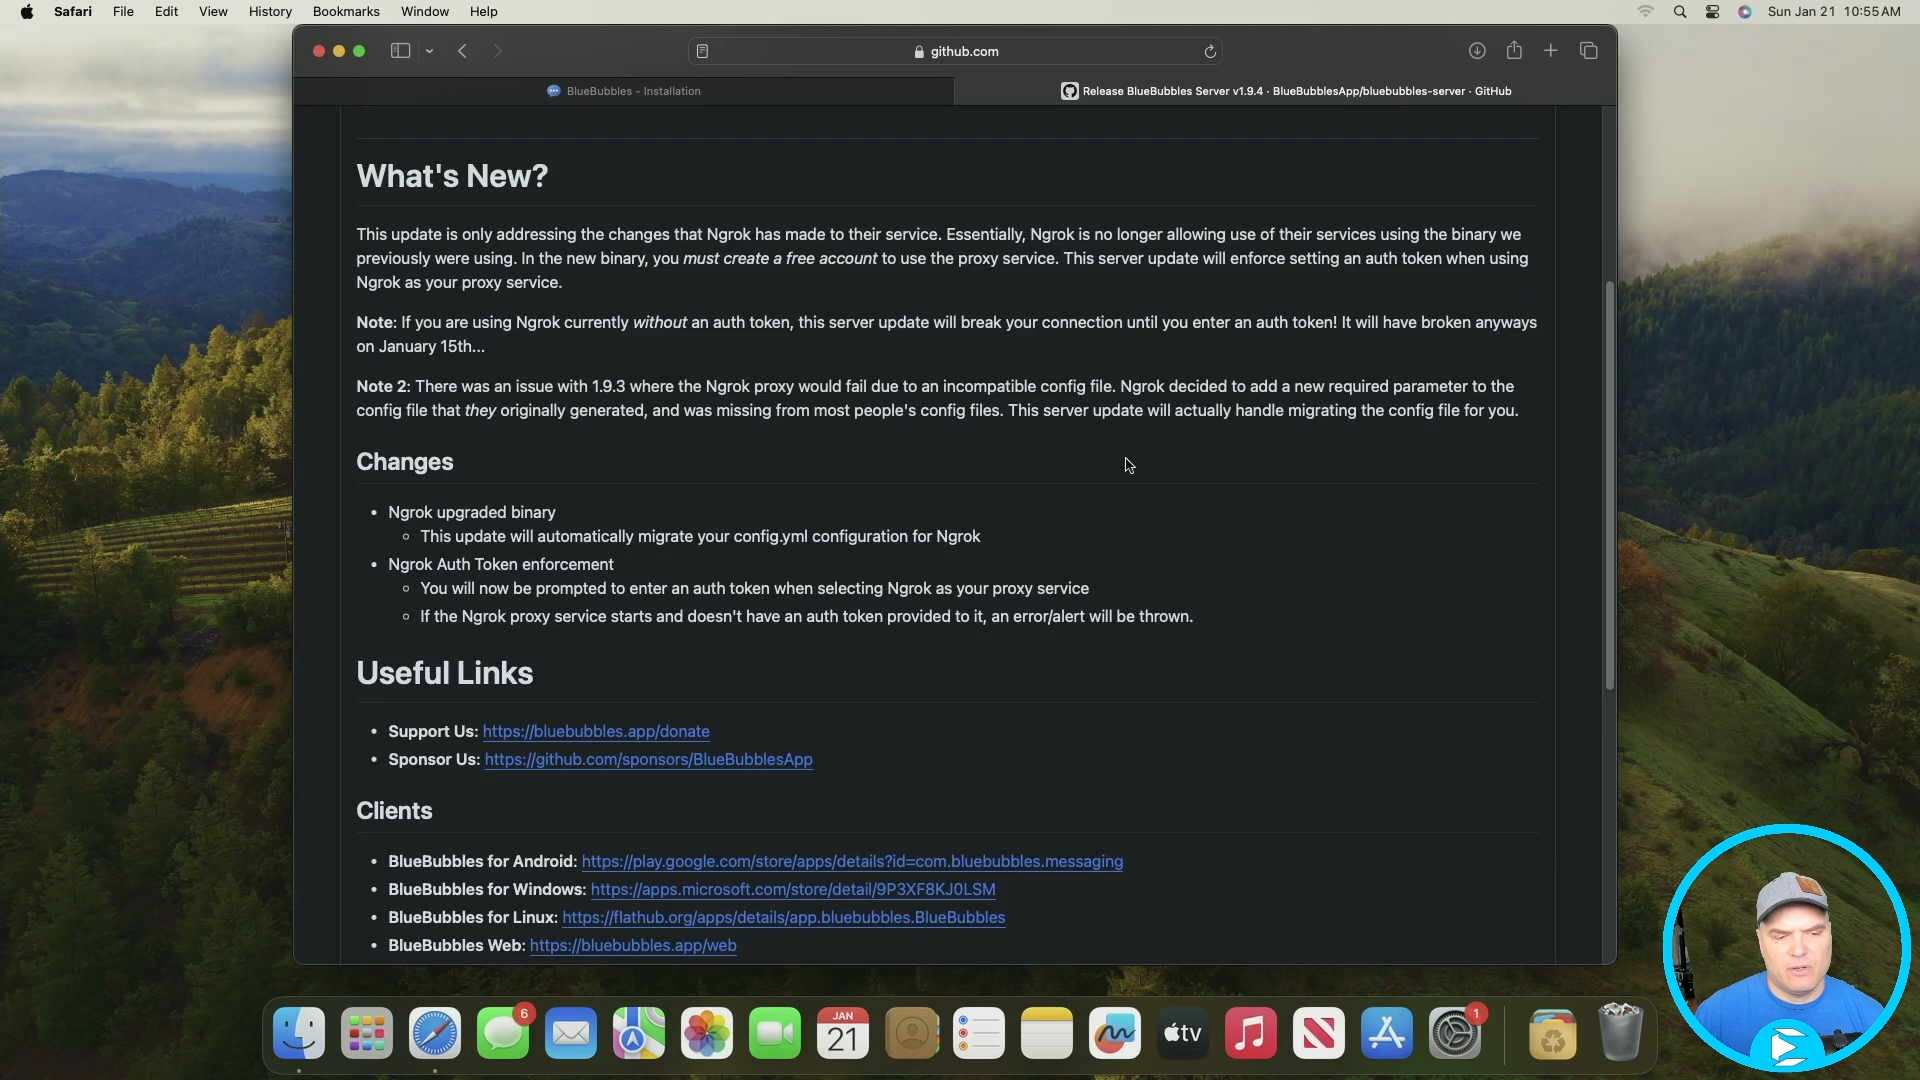 Safari File Edit View History Bookmarks Window Help Sun Jan 21 10:55 AM
github.com
BlueBubbles - Installation
Release BlueBubbles Server v1.9.4 · BlueBubblesApp/bluebubbles-server · GitHub
What's New?
This update is only addressing the changes that Ngrok has made to their service. Essentially, Ngrok is no longer allowing use of their services using the binary we
previously were using. In the new binary, you must create a free account to use the proxy service. This server update will enforce setting an auth token when using
Ngrok as your proxy service.
Note: If you are using Ngrok currently without an auth token, this server update will break your connection until you enter an auth token! It will have broken anyways
on January 15th...
Note 2: There was an issue with 1.9.3 where the Ngrok proxy would fail due to an incompatible config file. Ngrok decided to add a new required parameter to the
config file that they originally generated, and was missing from most people's config files. This server update will actually handle migrating the config file for you.
Changes
• Ngrok upgraded binary
◦ This update will automatically migrate your config.yml configuration for Ngrok
• Ngrok Auth Token enforcement
◦ You will now be prompted to enter an auth token when selecting Ngrok as your proxy service
◦ If the Ngrok proxy service starts and doesn't have an auth token provided to it, an error/alert will be thrown.
Useful Links
• Support Us: https://bluebubbles.app/donate
• Sponsor Us: https://github.com/sponsors/BlueBubblesApp
Clients
• BlueBubbles for Android: https://play.google.com/store/apps/details?id=com.bluebubbles.messaging
• BlueBubbles for Windows: https://apps.microsoft.com/store/detail/9P3XF8KJ0LSM
• BlueBubbles for Linux: https://flathub.org/apps/details/app.bluebubbles.BlueBubbles
• BlueBubbles Web: https://bluebubbles.app/web
6
JAN
21
tv
1